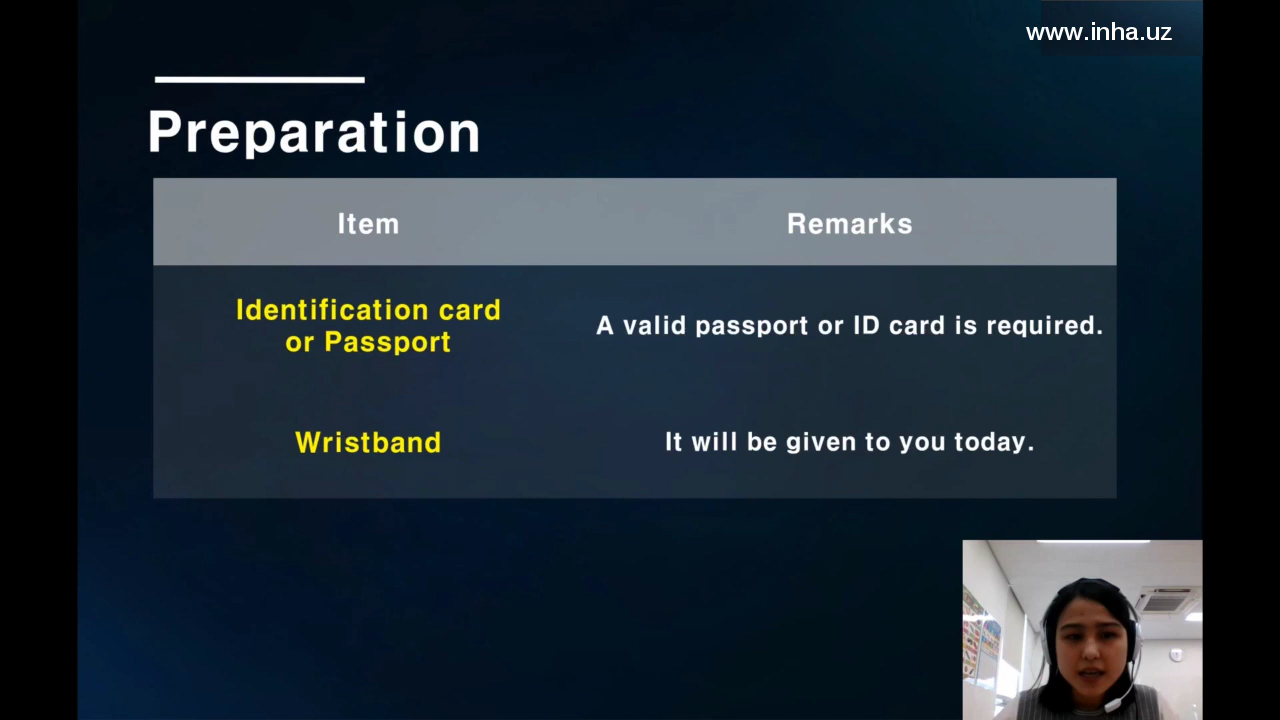 www.inha.uz
Preparation
Item Remarks
Identification card
or Passport
A valid passport or ID card is required.
Wristband It will be given to you today.